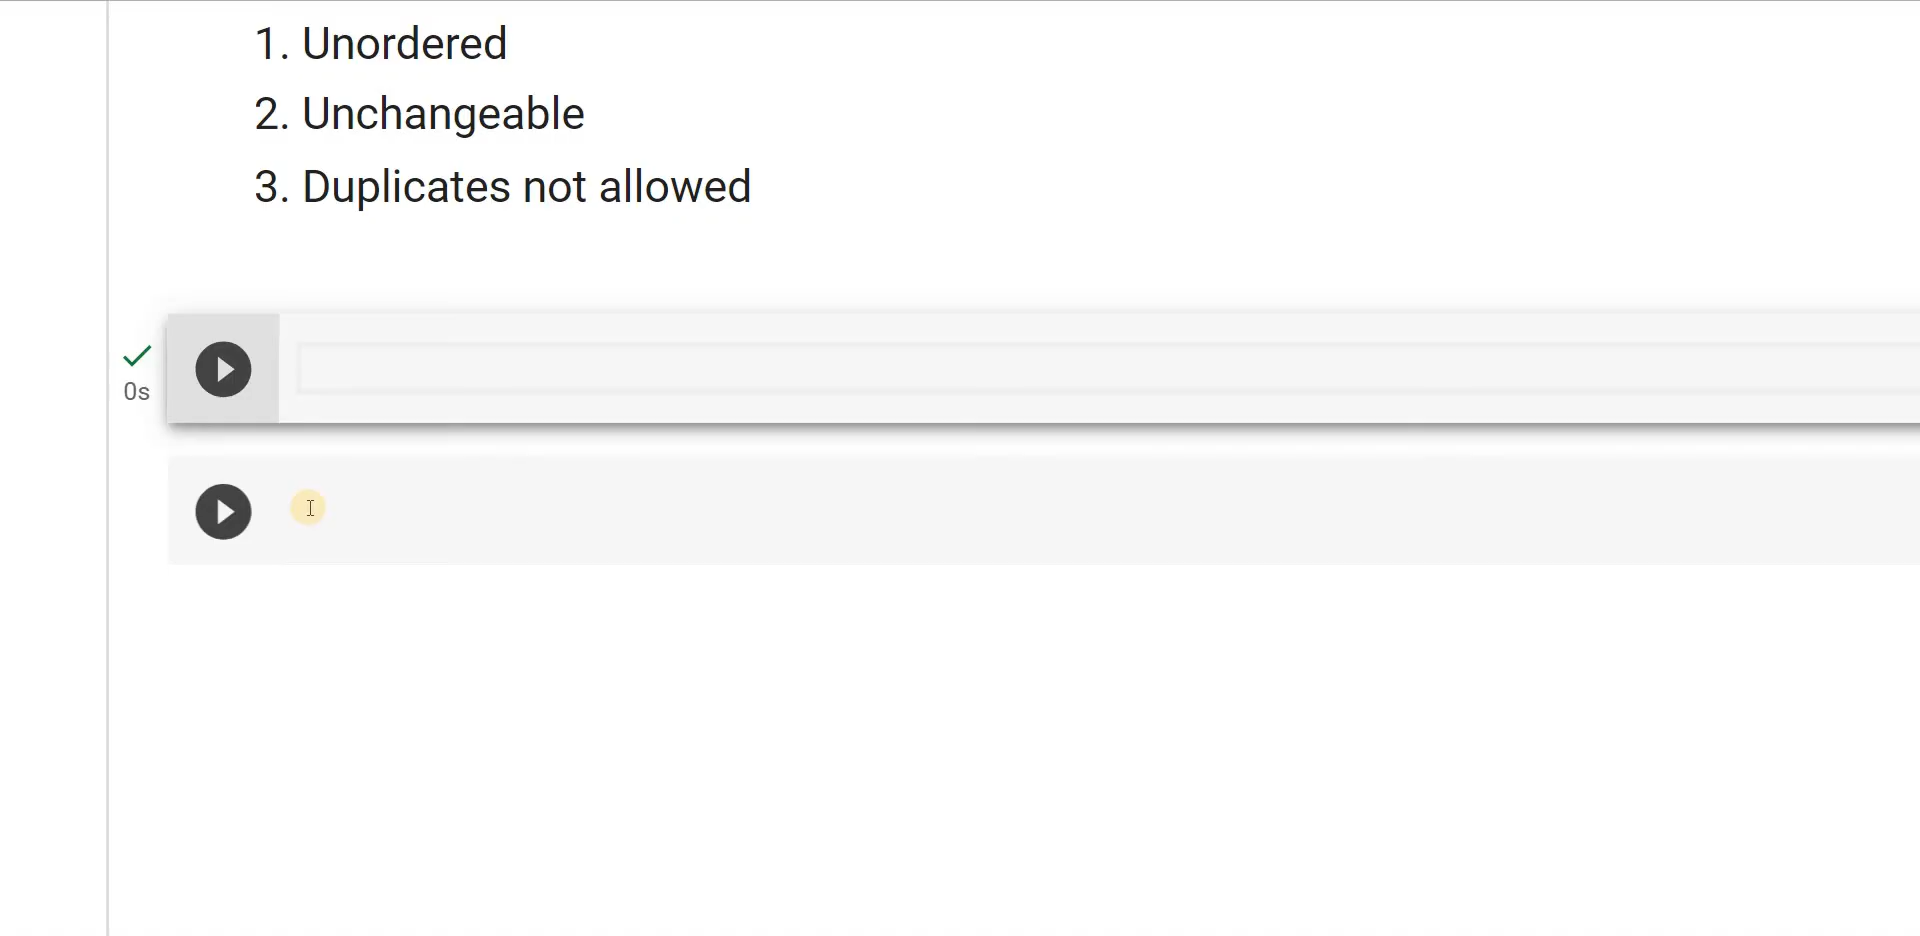 1. Unordered
2. Unchangeable
3. Duplicates not allowed
0s